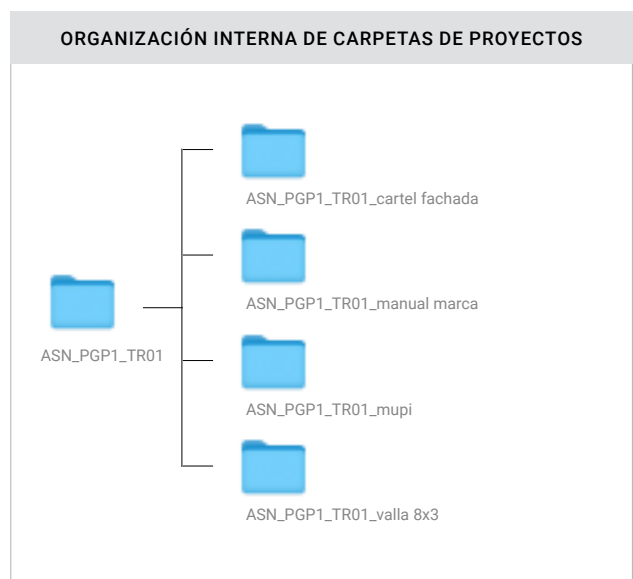 ORGANIZACIÓN INTERNA DE CARPETAS DE PROYECTOS
ASN_PGP1_TR01_cartel fachada
ASN_PGP1_TR01_manual marca
ASN_PGP1_TR01
ASN_PGP1_TR01_mupi
ASN_PGP1_TR01_valla 8x3